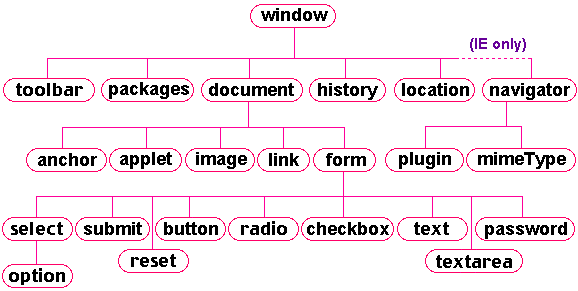 window
(IE only)
toolbar packages document history location navigator
anchor applet image link form plugin mimeType
select submit button radio checkbox text password
reset textarea
option